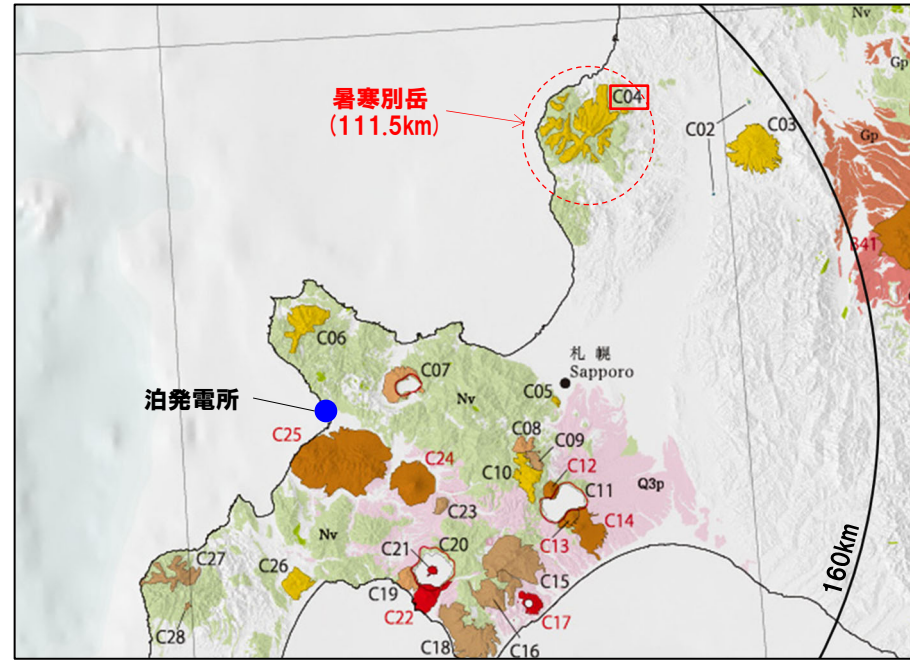 Nv
Gp
暑寒別岳
(111.5km)
C04
C02
C03
Gp
B41
C06
札幌
Sapporo
C07
C05
Nv
泊発電所
C25
C08
C09
C24
C10
C12
C11
Q3p
C23
C14
C13
Nv
C21
C20
C27
C26
C15
C19
C22
C17
C28
C18
C16
160km